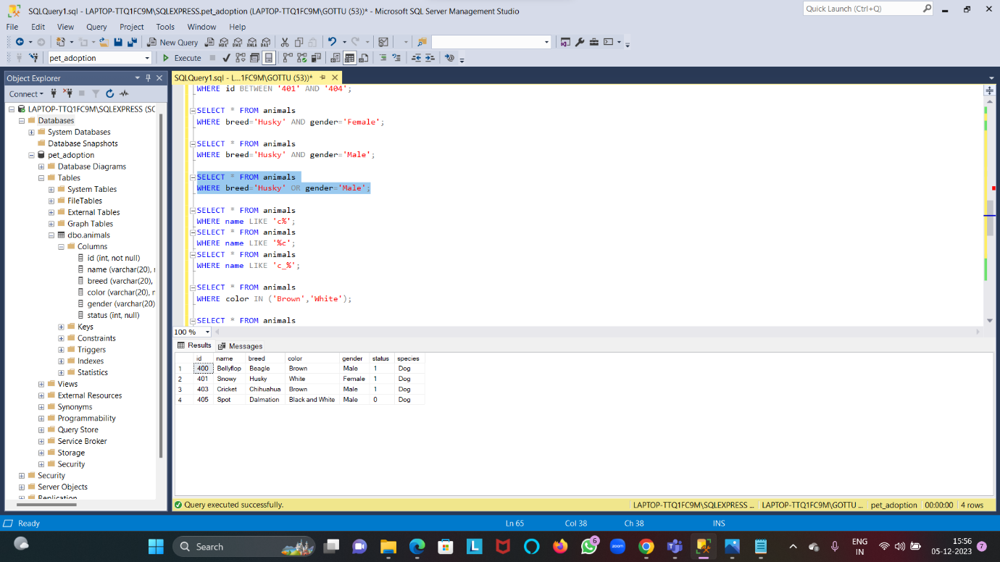 SQLQuery1.sql - LAPTOP-TTQ1FC9M\SQLEXPRESS.pet_adoption (LAPTOP-TTQ1FC9M\GOTTU (53))* - Microsoft SQL Server Management Studio
Quick Launch (Ctrl+Q)
File Edit View Query Project Tools Window Help
New Query
MDX DMX XMLA DAX
pet_adoption
Execute
Object Explorer
Connect
LAPTOP-TTQ1FC9M\SQLEXPRESS (SC
Databases
System Databases
Database Snapshots
pet_adoption
Database Diagrams
Tables
System Tables
FileTables
External Tables
Graph Tables
dbo.animals
Columns
id (int, not null)
name (varchar(20), r
breed (varchar(20),
color (varchar(20), n
gender (varchar(20)
status (int, null)
Keys
Constraints
Triggers
Indexes
Statistics
Views
External Resources
Synonyms
Programmability
Query Store
Service Broker
Storage
Security
Security
Server Objects
Replication
SQLQuery1.sql - L...1FC9M\GOTTU (53))*
WHERE id BETWEEN '401' AND '404';
SELECT * FROM animals
WHERE breed='Husky' AND gender='Female';
SELECT * FROM animals
WHERE breed='Husky' AND gender='Male';
SELECT * FROM animals
WHERE breed='Husky' OR gender='Male';
SELECT * FROM animals
WHERE name LIKE 'c%';
SELECT * FROM animals
WHERE name LIKE '%c';
SELECT * FROM animals
WHERE name LIKE 'c_%';
SELECT * FROM animals
WHERE color IN ('Brown','White');
SELECT * FROM animals
100 %
Results Messages
id name breed color gender status species
1 400 Bellyflop Beagle Brown Male 1 Dog
2 401 Snowy Husky White Female 1 Dog
3 403 Cricket Chihuahua Brown Male 1 Dog
4 405 Spot Dalmation Black and White Male 0 Dog
Query executed successfully.
LAPTOP-TTQ1FC9M\SQLEXPRESS ... LAPTOP-TTQ1FC9M\GOTTU ... pet_adoption 00:00:00 4 rows
Ready
Ln 65 Col 38 Ch 38 INS
Search
L
6
zoom
T
ENG
IN
15:56
05-12-2023
7